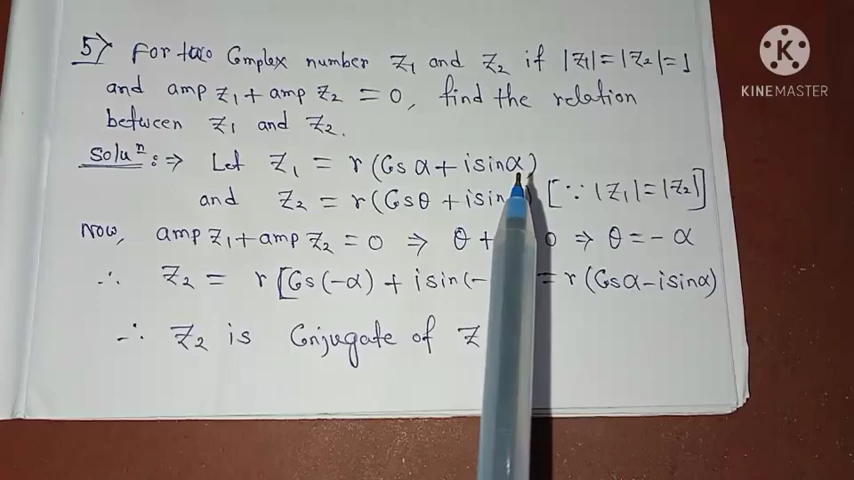 5) For two Complex number z₁ and z₂ if |z₁| = |z₂| = 1
and amp z₁ + amp z₂ = 0, find the relation
between z₁ and z₂.
Soluⁿ :⇒ Let z₁ = r(Cos α + i sin α)
and z₂ = r(Cos θ + i sin ) [∵ |z₁| = |z₂|]
Now, amp z₁ + amp z₂ = 0 ⇒ θ + 0 ⇒ θ = - α
∴ z₂ = r[Cos(-α) + i sin(- = r(Cos α - i sin α)
∴ z₂ is Conjugate of z
KINEMASTER